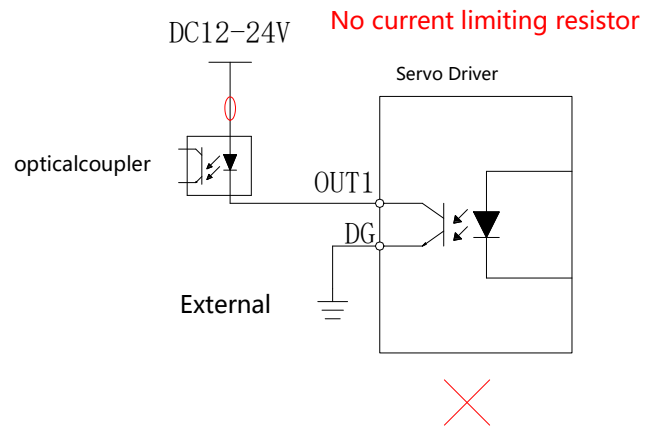 No current limiting resistor
DC12-24V
Servo Driver
opticalcoupler
OUT1
DG
External